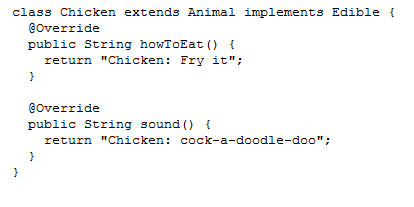 class Chicken extends Animal implements Edible {
  @Override
  public String howToEat() {
    return "Chicken: Fry it";
  }

  @Override
  public String sound() {
    return "Chicken: cock-a-doodle-doo";
  }
}